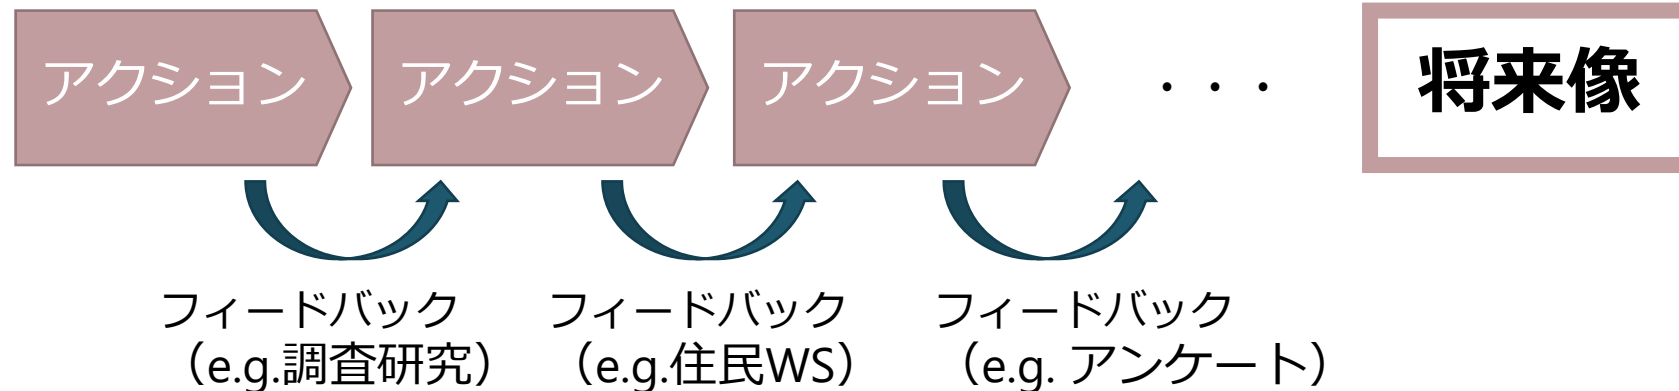 アクション
アクション
アクション
・・・
将来像
フィードバック
（e.g.調査研究）
フィードバック
（e.g.住民WS）
フィードバック
（e.g. アンケート）